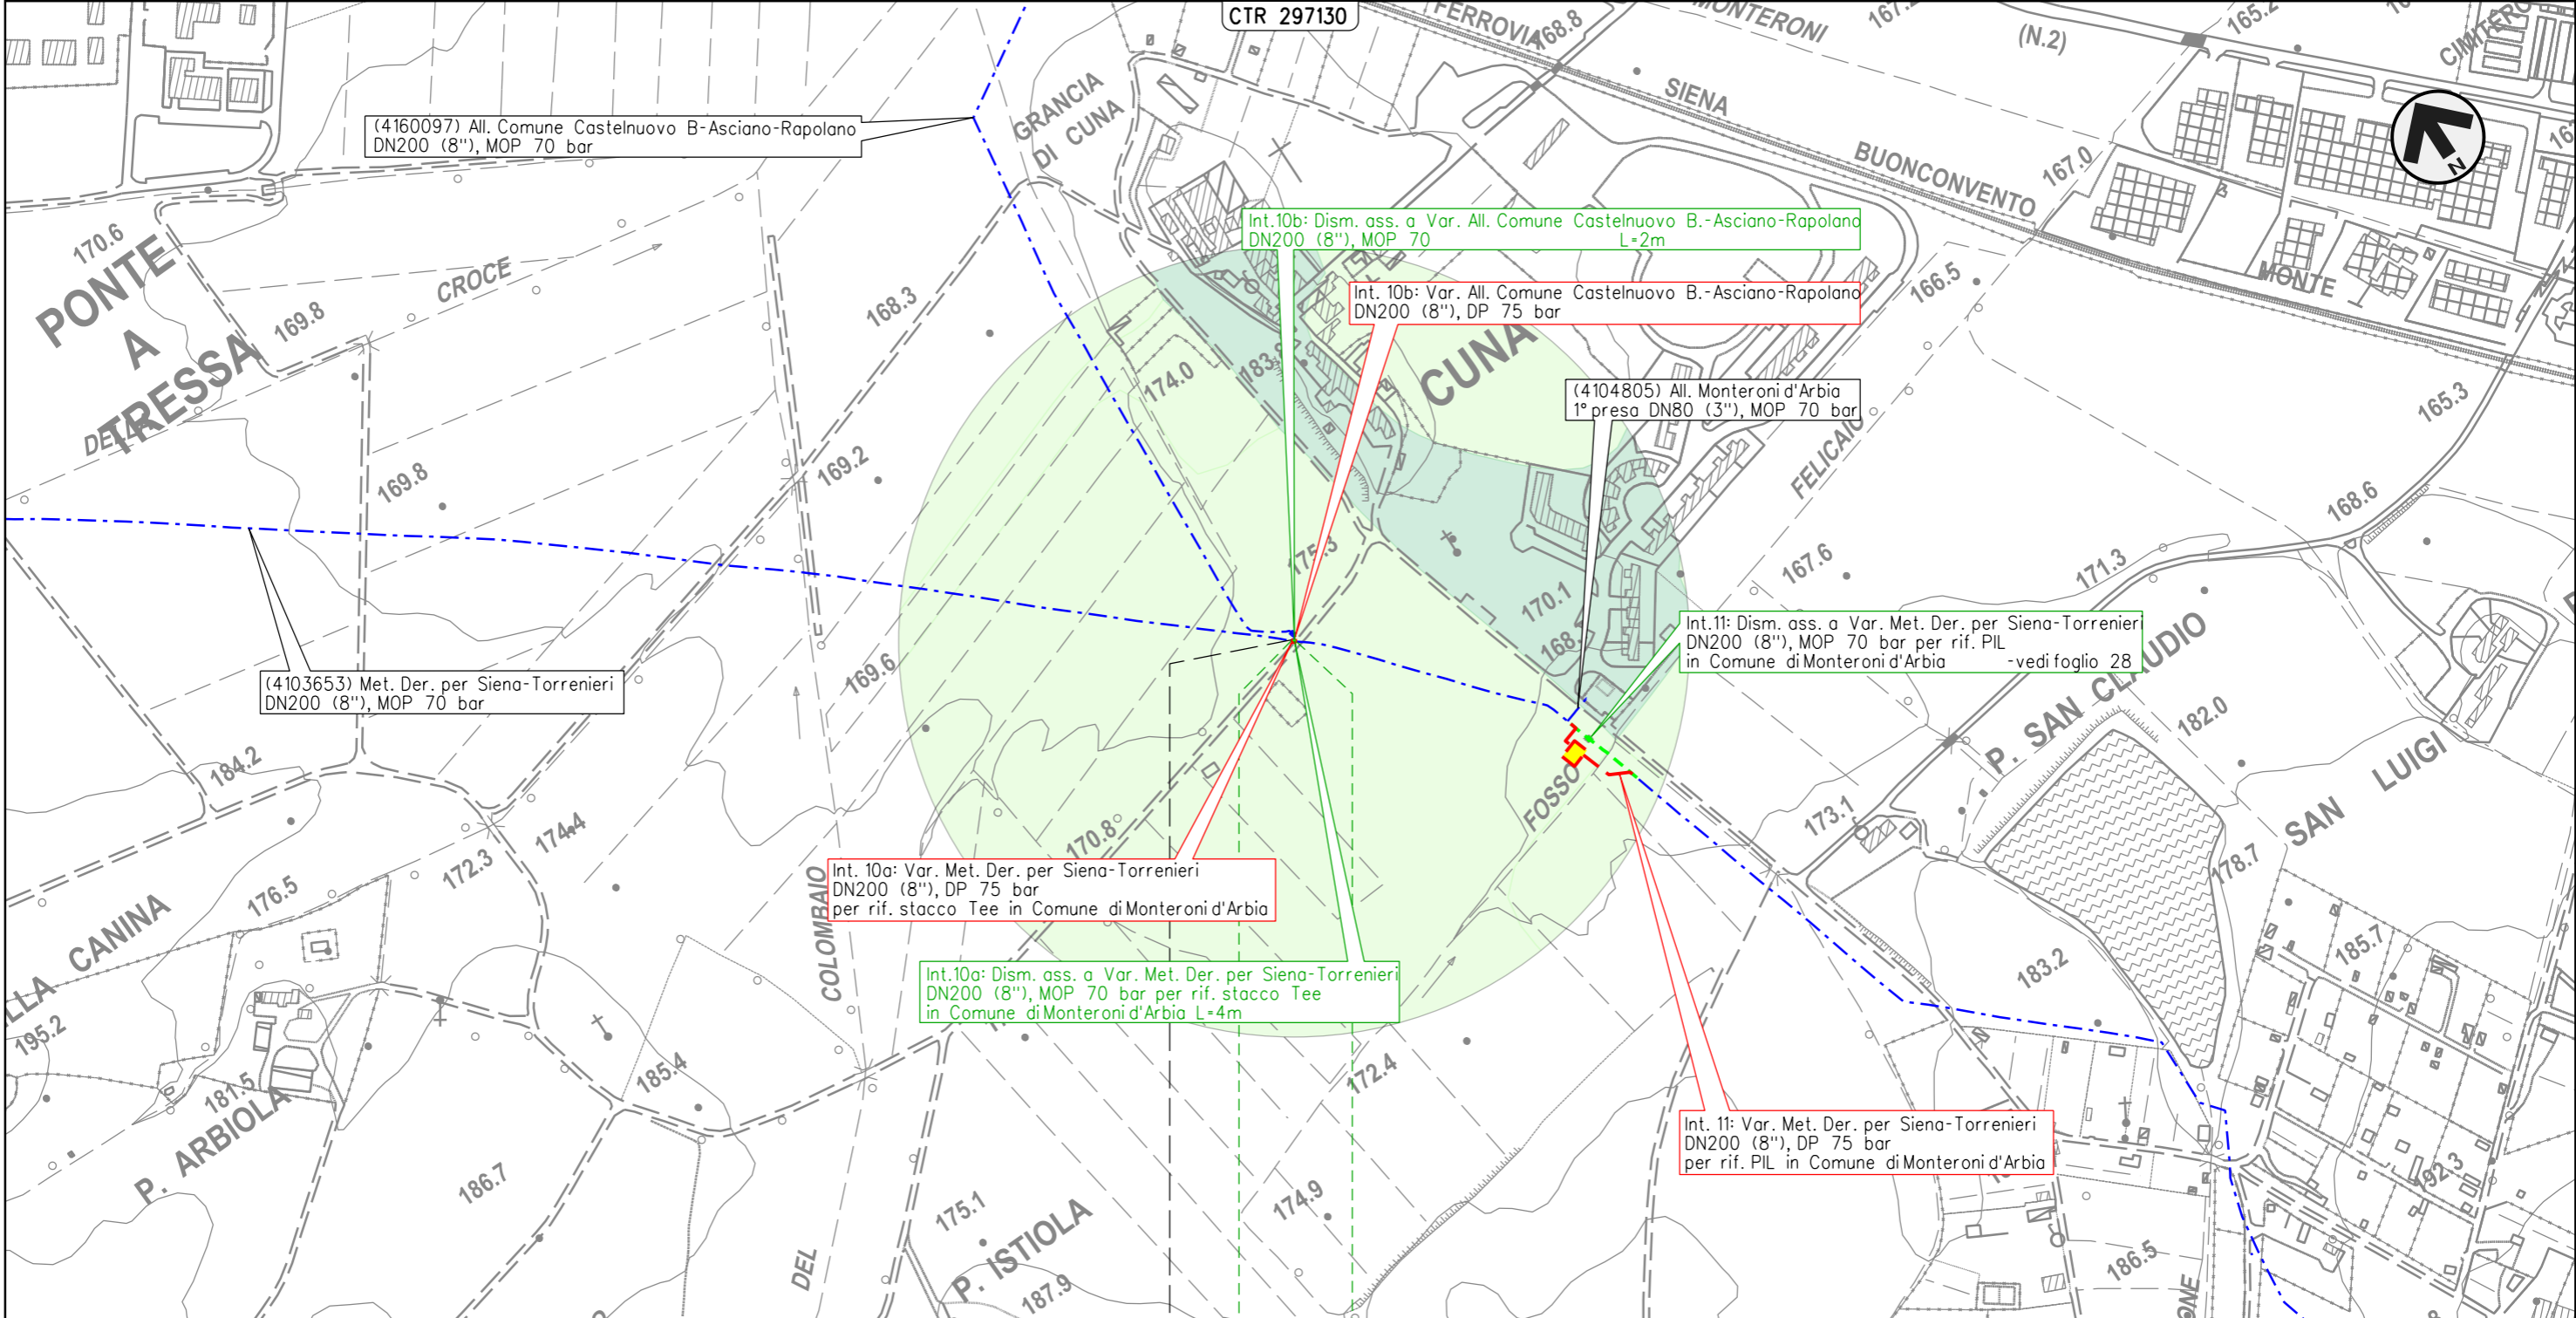 CTR 297130
FERROVIA
168.8
MONTERONI
(N.2)
165.2
SIENA
BUONCONVENTO
167.0
MONTE
N
GRANCIA
DI CUNA
(4160097) All. Comune Castelnuovo B-Asciano-Rapolano
DN200 (8"), MOP 70 bar
170.6
PONTE
A
TRESSA
CROCE
169.8
168.3
Int.10b: Dism. ass. a Var. All. Comune Castelnuovo B.-Asciano-Rapolano
DN200 (8"), MOP 70 L=2m
Int. 10b: Var. All. Comune Castelnuovo B.-Asciano-Rapolano
DN200 (8"), DP 75 bar
166.5
174.0
CUNA
(4104805) All. Monteroni d'Arbia
1° presa DN80 (3"), MOP 70 bar
165.3
169.8
169.2
FELICAIO
168.6
175.3
167.6
171.3
170.1
Int.11: Dism. ass. a Var. Met. Der. per Siena-Torrenieri
DN200 (8"), MOP 70 bar per rif. PIL
in Comune di Monteroni d'Arbia -vedi foglio 28
(4103653) Met. Der. per Siena-Torrenieri
DN200 (8"), MOP 70 bar
169.6
P. SAN CLAUDIO
182.0
184.2
SAN LUIGI
FOSSO
173.1
174.4
172.3
170.8
178.7
Int. 10a: Var. Met. Der. per Siena-Torrenieri
DN200 (8"), DP 75 bar
per rif. stacco Tee in Comune di Monteroni d'Arbia
176.5
CANINA
COLOMBAIO
185.7
183.2
Int.10a: Dism. ass. a Var. Met. Der. per Siena-Torrenieri
DN200 (8"), MOP 70 bar per rif. stacco Tee
in Comune di Monteroni d'Arbia L=4m
195.2
181.5
P. ARBIOLA
185.4
172.4
Int. 11: Var. Met. Der. per Siena-Torrenieri
DN200 (8"), DP 75 bar
per rif. PIL in Comune di Monteroni d'Arbia
192.3
186.7
175.1
174.9
P. ISTIOLA
187.9
DEL
186.5